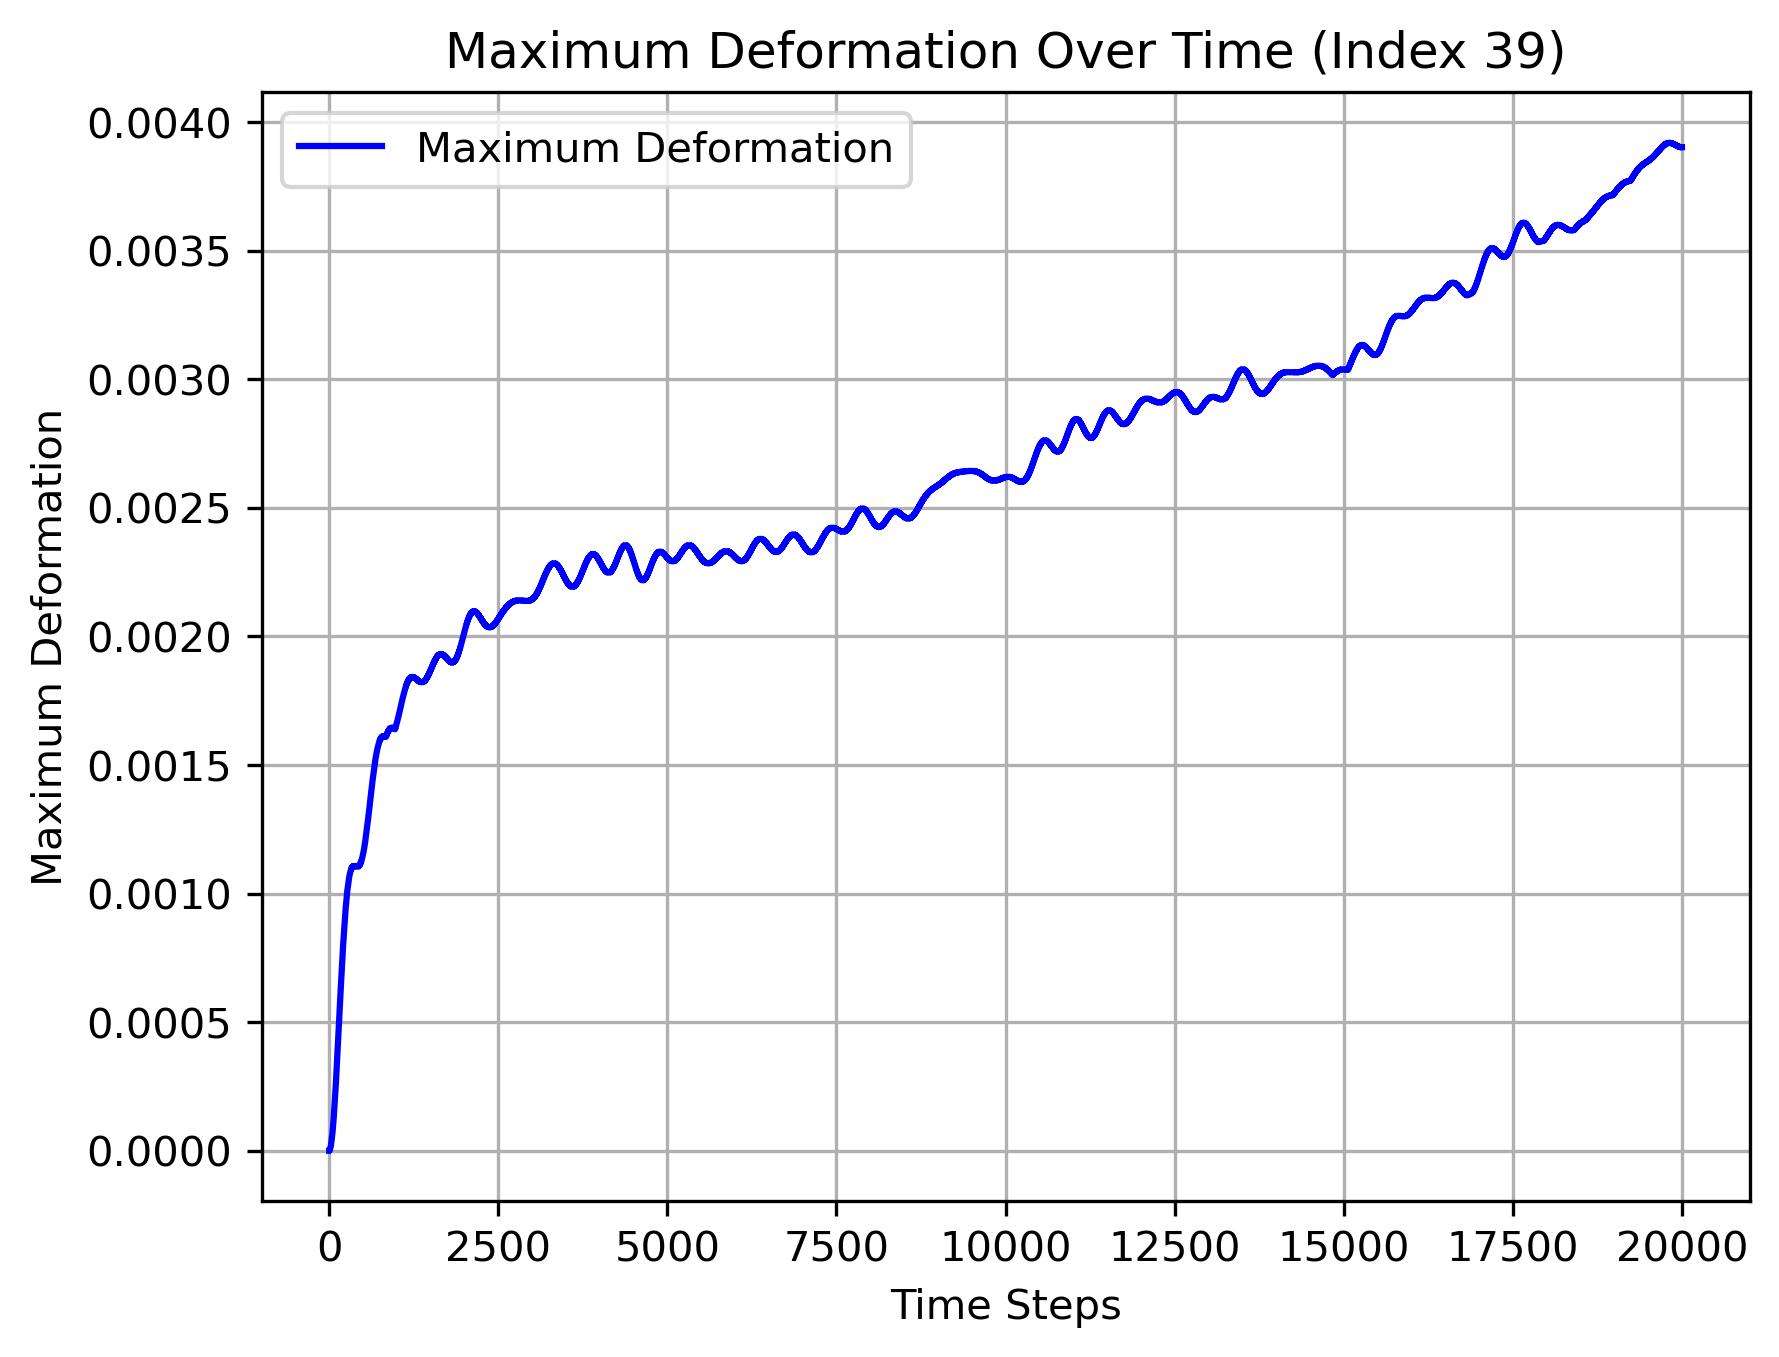 Maximum Deformation Over Time (Index 39)
Maximum Deformation
0.0040
0.0035
0.0030
0.0025
0.0020
0.0015
0.0010
0.0005
0.0000
Maximum Deformation
0 2500 5000 7500 10000 12500 15000 17500 20000
Time Steps